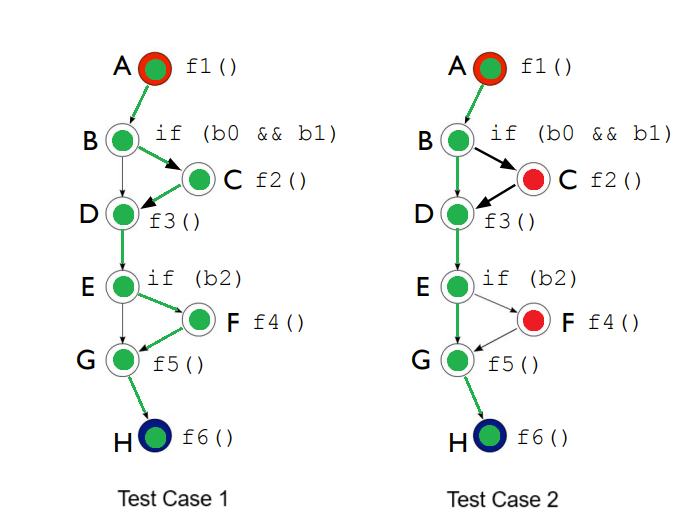 A f1()
B if (b0 && b1)
C f2()
D f3()
E if (b2)
F f4()
G f5()
H f6()
Test Case 1
A f1()
B if (b0 && b1)
C f2()
D f3()
E if (b2)
F f4()
G f5()
H f6()
Test Case 2